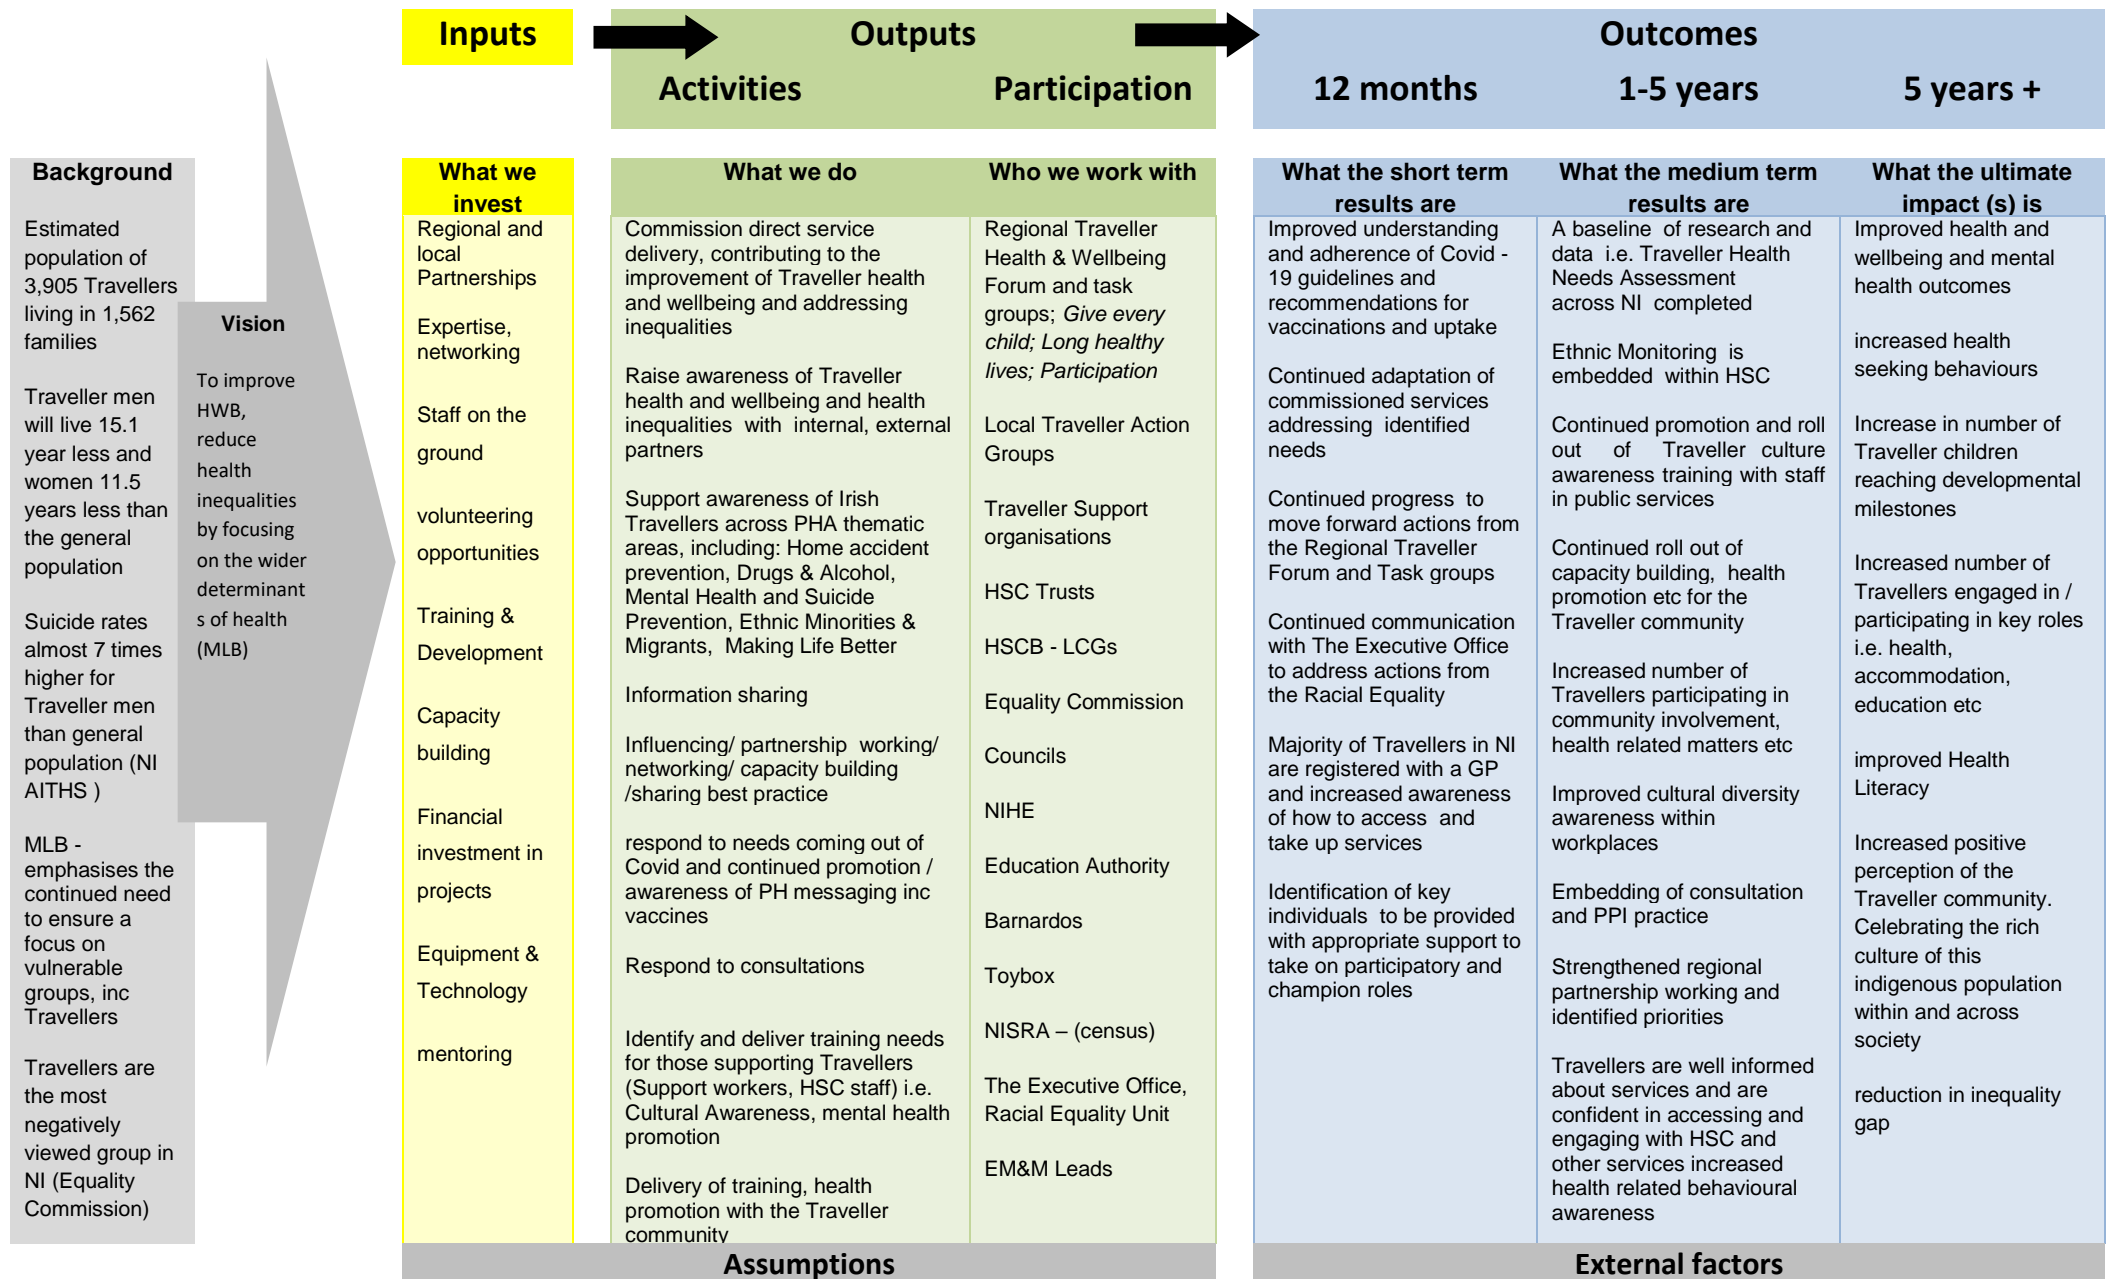 Inputs
Outputs
Activities
Participation
Outcomes
12 months
1-5 years
5 years +
Background
Estimated
population of
3,905 Travellers
living in 1,562
families
Traveller men
will live 15.1
year less and
women 11.5
years less than
the general
population
Suicide rates
almost 7 times
higher for
Traveller men
than general
population (NI
AITHS )
MLB -
emphasises the
continued need
to ensure a
focus on
vulnerable
groups, inc
Travellers
Travellers are
the most
negatively
viewed group in
NI (Equality
Commission)
Vision
To improve
HWB,
reduce
health
inequalities
by focusing
on the wider
determinant
s of health
(MLB)
What we
invest
Regional and
local
Partnerships
Expertise,
networking
Staff on the
ground
volunteering
opportunities
Training &
Development
Capacity
building
Financial
investment in
projects
Equipment &
Technology
mentoring
What we do
Commission direct service
delivery, contributing to the
improvement of Traveller health
and wellbeing and addressing
inequalities
Raise awareness of Traveller
health and wellbeing and health
inequalities with internal, external
partners
Support awareness of Irish
Travellers across PHA thematic
areas, including: Home accident
prevention, Drugs & Alcohol,
Mental Health and Suicide
Prevention, Ethnic Minorities &
Migrants, Making Life Better
Information sharing
Influencing/ partnership working/
networking/ capacity building
/sharing best practice
respond to needs coming out of
Covid and continued promotion /
awareness of PH messaging inc
vaccines
Respond to consultations
Identify and deliver training needs
for those supporting Travellers
(Support workers, HSC staff) i.e.
Cultural Awareness, mental health
promotion
Delivery of training, health
promotion with the Traveller
community
Who we work with
Regional Traveller
Health & Wellbeing
Forum and task
groups; Give every
child; Long healthy
lives; Participation
Local Traveller Action
Groups
Traveller Support
organisations
HSC Trusts
HSCB - LCGs
Equality Commission
Councils
NIHE
Education Authority
Barnardos
Toybox
NISRA – (census)
The Executive Office,
Racial Equality Unit
EM&M Leads
What the short term
results are
Improved understanding
and adherence of Covid -
19 guidelines and
recommendations for
vaccinations and uptake
Continued adaptation of
commissioned services
addressing identified
needs
Continued progress to
move forward actions from
the Regional Traveller
Forum and Task groups
Continued communication
with The Executive Office
to address actions from
the Racial Equality
Majority of Travellers in NI
are registered with a GP
and increased awareness
of how to access and
take up services
Identification of key
individuals to be provided
with appropriate support to
take on participatory and
champion roles
What the medium term
results are
A baseline of research and
data i.e. Traveller Health
Needs Assessment
across NI completed
Ethnic Monitoring is
embedded within HSC
Continued promotion and roll
out of Traveller culture
awareness training with staff
in public services
Continued roll out of
capacity building, health
promotion etc for the
Traveller community
Increased number of
Travellers participating in
community involvement,
health related matters etc
Improved cultural diversity
awareness within
workplaces
Embedding of consultation
and PPI practice
Strengthened regional
partnership working and
identified priorities
Travellers are well informed
about services and are
confident in accessing and
engaging with HSC and
other services increased
health related behavioural
awareness
What the ultimate
impact (s) is
Improved health and
wellbeing and mental
health outcomes
increased health
seeking behaviours
Increase in number of
Traveller children
reaching developmental
milestones
Increased number of
Travellers engaged in /
participating in key roles
i.e. health,
accommodation,
education etc
improved Health
Literacy
Increased positive
perception of the
Traveller community.
Celebrating the rich
culture of this
indigenous population
within and across
society
reduction in inequality
gap
Assumptions
External factors